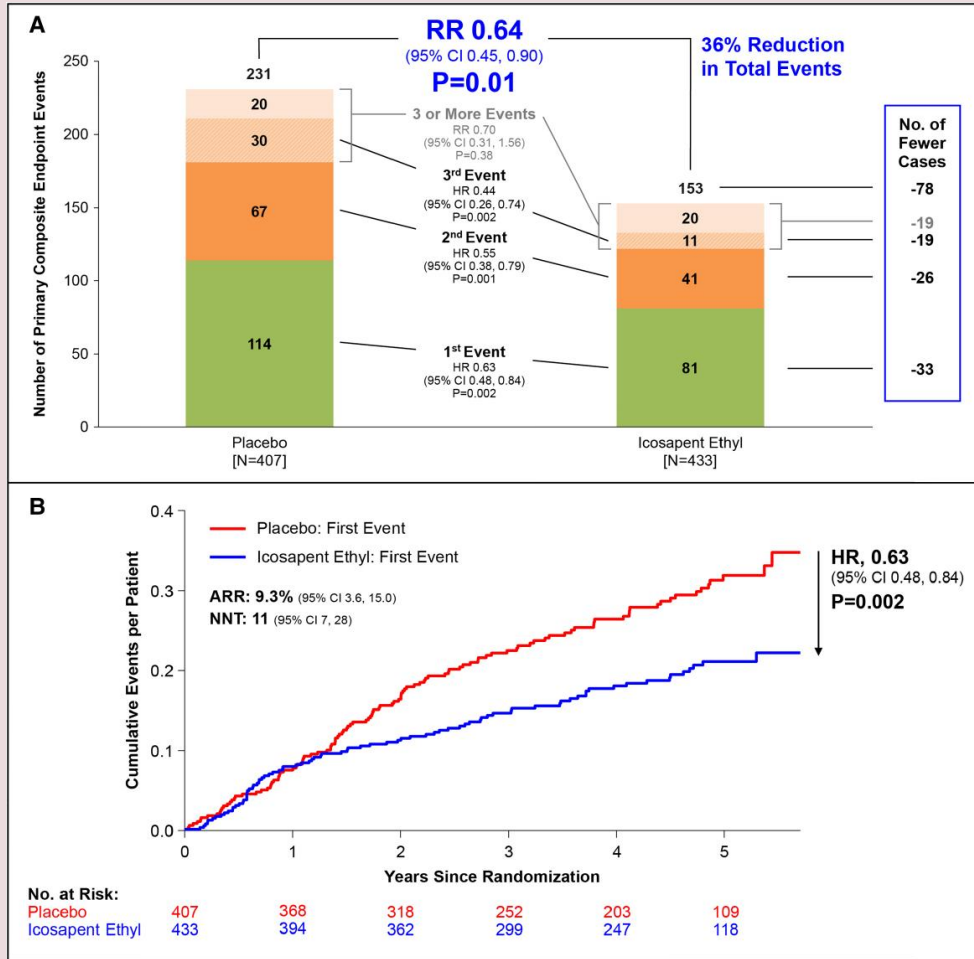 A
RR 0.64
(95% CI 0.45, 0.90)
P=0.01
36% Reduction
in Total Events
Number of Primary Composite Endpoint Events
250
200
150
100
50
0
231
20
30
67
114
Placebo
[N=407]
3 or More Events
RR 0.70
(95% CI 0.31, 1.56)
P=0.38
3rd Event
HR 0.44
(95% CI 0.26, 0.74)
P=0.002
2nd Event
HR 0.55
(95% CI 0.38, 0.79)
P=0.001
1st Event
HR 0.63
(95% CI 0.48, 0.84)
P=0.002
153
20
11
41
81
Icosapent Ethyl
[N=433]
No. of
Fewer
Cases
-78
-19
-19
-26
-33
B
Cumulative Events per Patient
0.4
0.3
0.2
0.1
0.0
Placebo: First Event
Icosapent Ethyl: First Event
ARR: 9.3% (95% CI 3.6, 15.0)
NNT: 11 (95% CI 7, 28)
HR, 0.63
(95% CI 0.48, 0.84)
P=0.002
0 1 2 3 4 5
Years Since Randomization
No. at Risk:
Placebo 407 368 318 252 203 109
Icosapent Ethyl 433 394 362 299 247 118